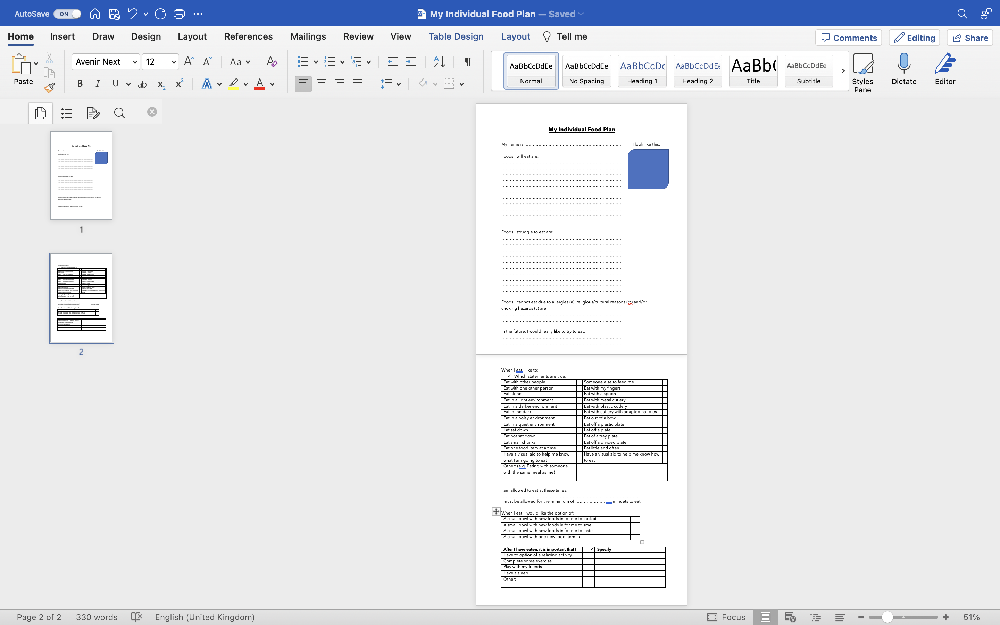 AutoSave ON My Individual Food Plan — Saved
Home Insert Draw Design Layout References Mailings Review View Table Design Layout Tell me Comments Editing Share
Paste Avenir Next 12 AaBbCcDdEe Normal AaBbCcDdEe No Spacing AaBbCcDc Heading 1 AaBbCcDdEe Heading 2 AaBb( Title AaBbCcDdEe Subtitle Styles Pane Dictate Editor
1
2
My Individual Food Plan
My name is: ........................................ I look like this:
Foods I will eat are:
Foods I struggle to eat are:
Foods I cannot eat due to allergies (a), religious/cultural reasons (rc) and/or
choking hazards (c) are:
In the future, I would really like to try to eat:
When I eat I like to:
✓ Which statements are true:
Eat with other people Someone else to feed me
Eat with one other person Eat with my fingers
Eat alone Eat with a spoon
Eat in a light environment Eat with metal cutlery
Eat in a darker environment Eat with plastic cutlery
Eat in the dark Eat with cutlery with adapted handles
Eat in a noisy environment Eat out of a bowl
Eat in a quiet environment Eat off a plastic plate
Eat sat down Eat off a plate
Eat not sat down Eat of a tray plate
Eat small chunks Eat off a divided plate
Eat one food item at a time Eat little and often
Have a visual aid to help me know Have a visual aid to help me know how
what I am going to eat to eat
Other: (e.g. Eating with someone
with the same meal as me)
I am allowed to eat at these times:
I must be allowed for the minimum of ........................ minuets to eat.
When I eat, I would like the option of:
A small bowl with new foods in for me to look at
A small bowl with new foods in for me to smell
A small bowl with new foods in for me to taste
A small bowl with one new food item in
After I have eaten, it is important that I ✓ Specify
Have to option of a relaxing activity
Complete some exercise
Play with my friends
Have a sleep
Other:
Page 2 of 2 330 words English (United Kingdom) Focus 51%